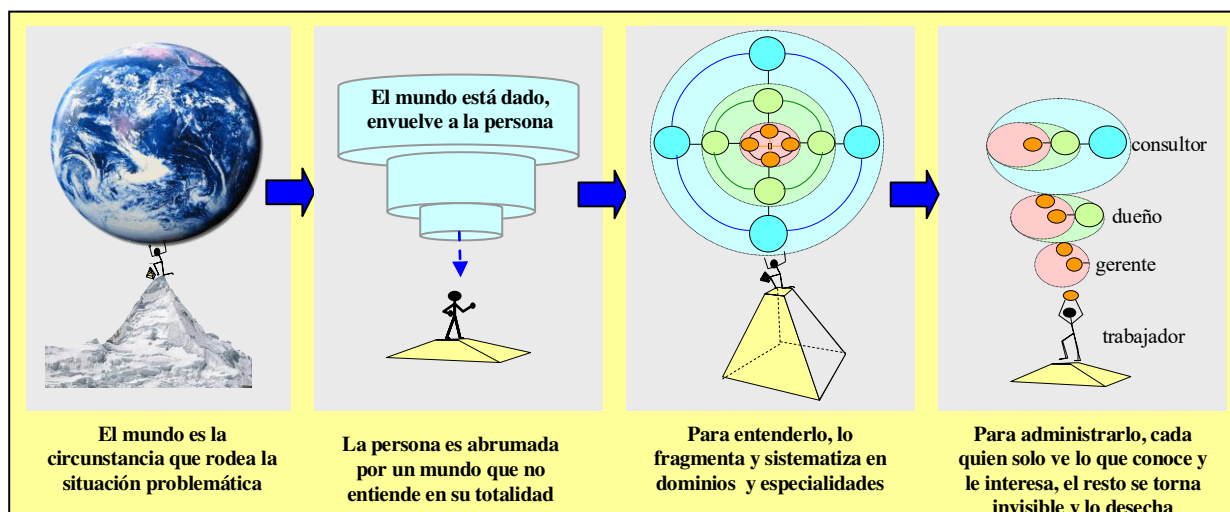 El mundo está dado,
envuelve a la persona
consultor
dueño
gerente
trabajador
El mundo es la
circunstancia que rodea la
situación problemática
La persona es abrumada
por un mundo que no
entiende en su totalidad
Para entenderlo, lo
fragmenta y sistematiza en
dominios y especialidades
Para administrarlo, cada
quien solo ve lo que conoce y
le interesa, el resto se torna
invisible y lo desecha